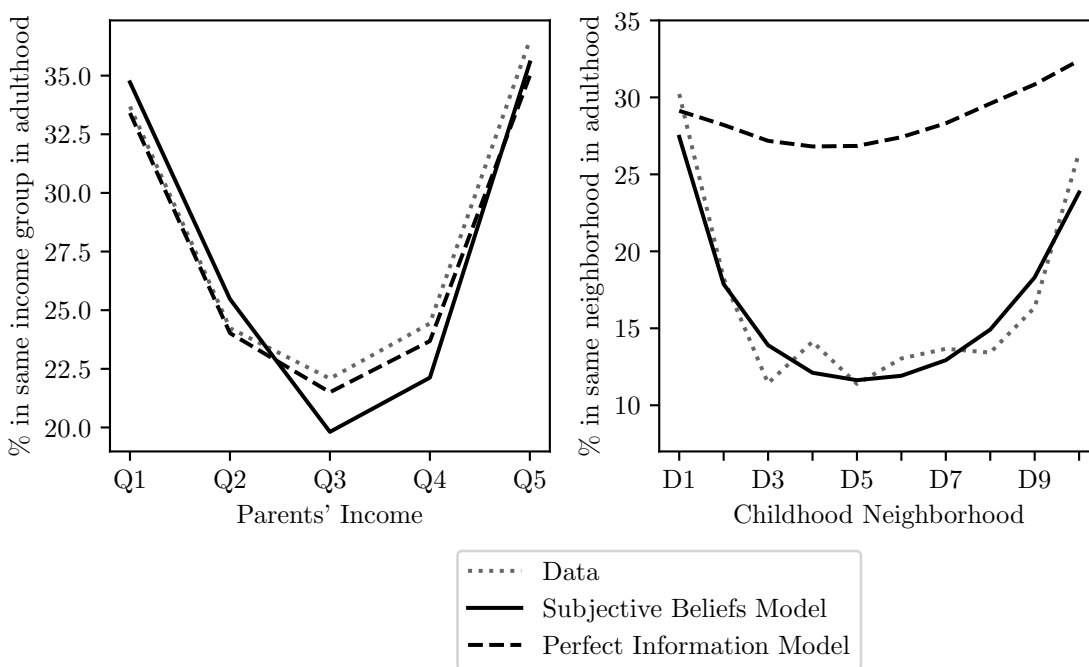 % in same income group in adulthood
35.0
32.5
30.0
27.5
25.0
22.5
20.0
Q1 Q2 Q3 Q4 Q5
Parents' Income
% in same neighborhood in adulthood
35
30
25
20
15
10
D1 D3 D5 D7 D9
Childhood Neighborhood
Data
Subjective Beliefs Model
Perfect Information Model